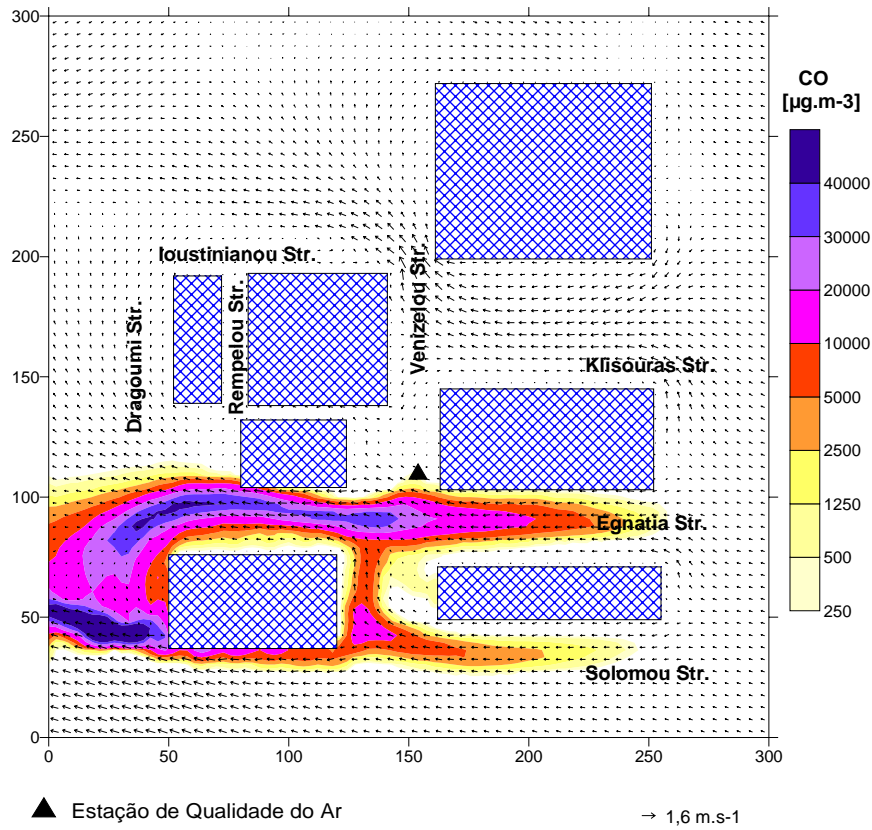 300
250
200
150
100
50
0
0
50
100
150
200
250
300
Ioustinianou Str.
Dragoumi Str.
Rempelou Str.
Venizelou Str.
Klisouras Str.
Egnatia Str.
Solomou Str.
CO
[µg.m-3]
40000
30000
20000
10000
5000
2500
1250
500
250
Estação de Qualidade do Ar
1,6 m.s-1